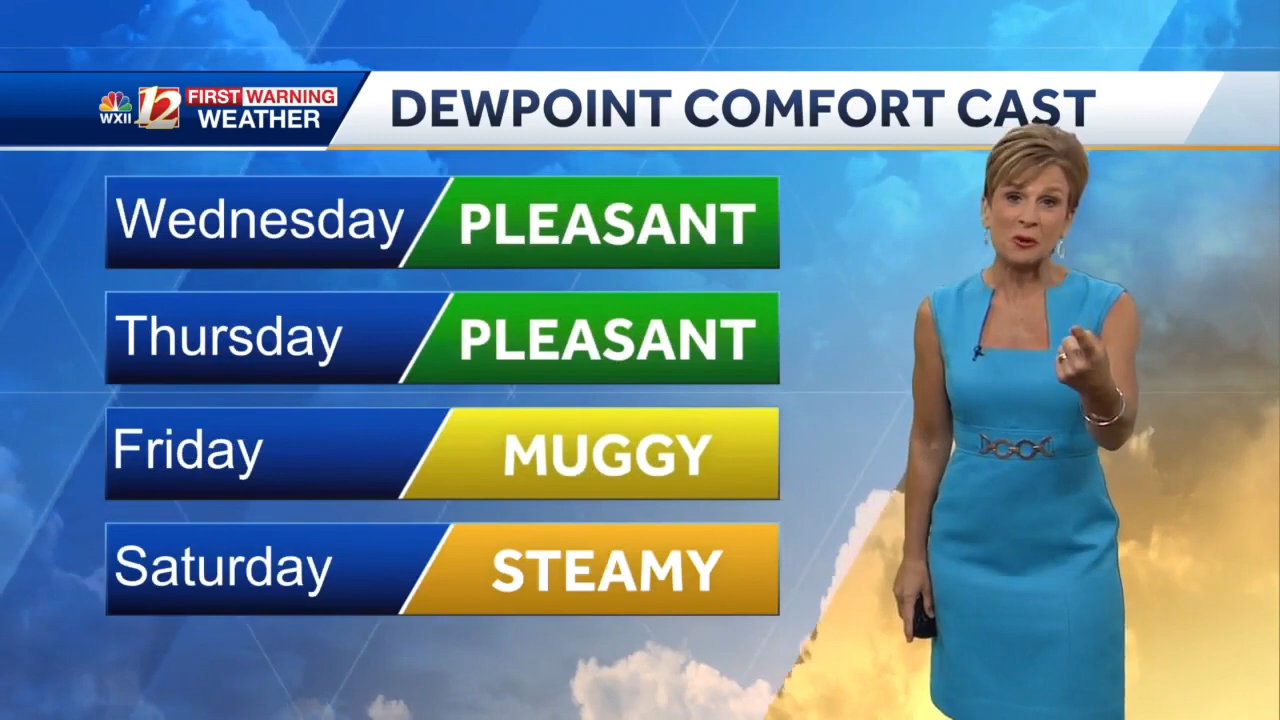 WXII 12 FIRST WARNING
WEATHER
DEWPOINT COMFORT CAST
Wednesday PLEASANT
Thursday PLEASANT
Friday MUGGY
Saturday STEAMY